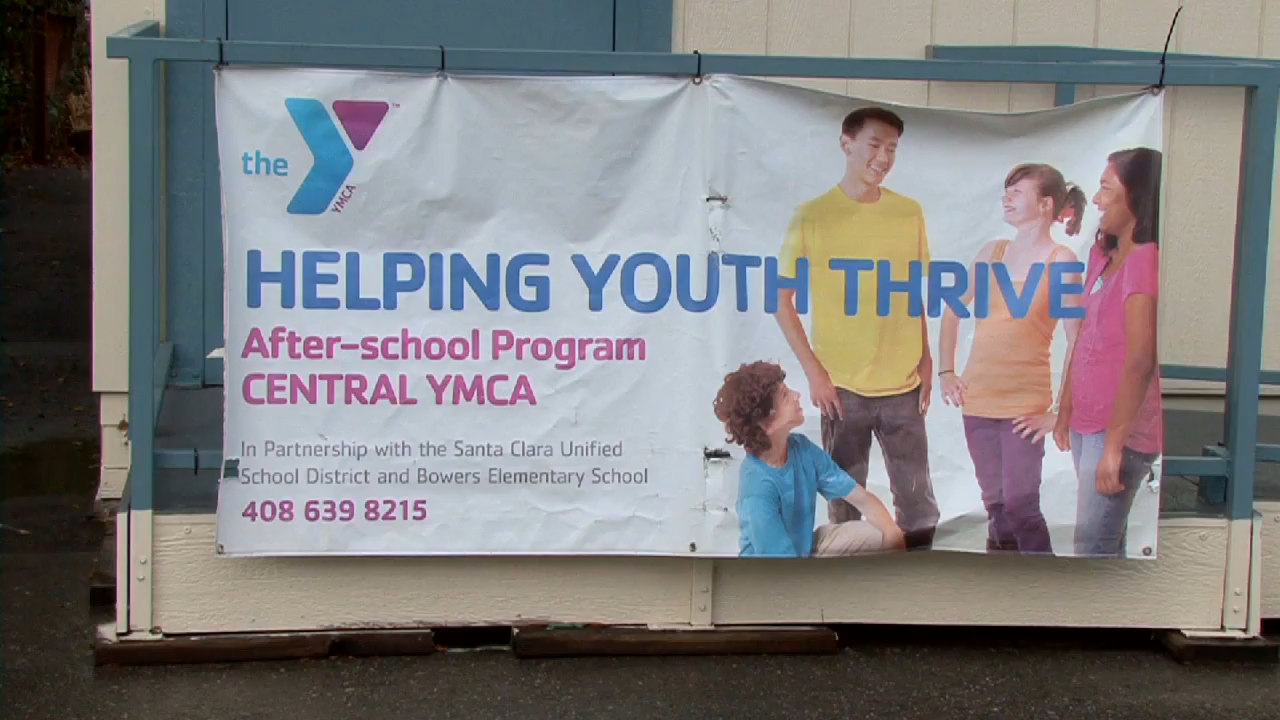 the
YMCA
™
HELPING YOUTH THRIVE
After-school Program
CENTRAL YMCA
In Partnership with the Santa Clara Unified
School District and Bowers Elementary School
408 639 8215